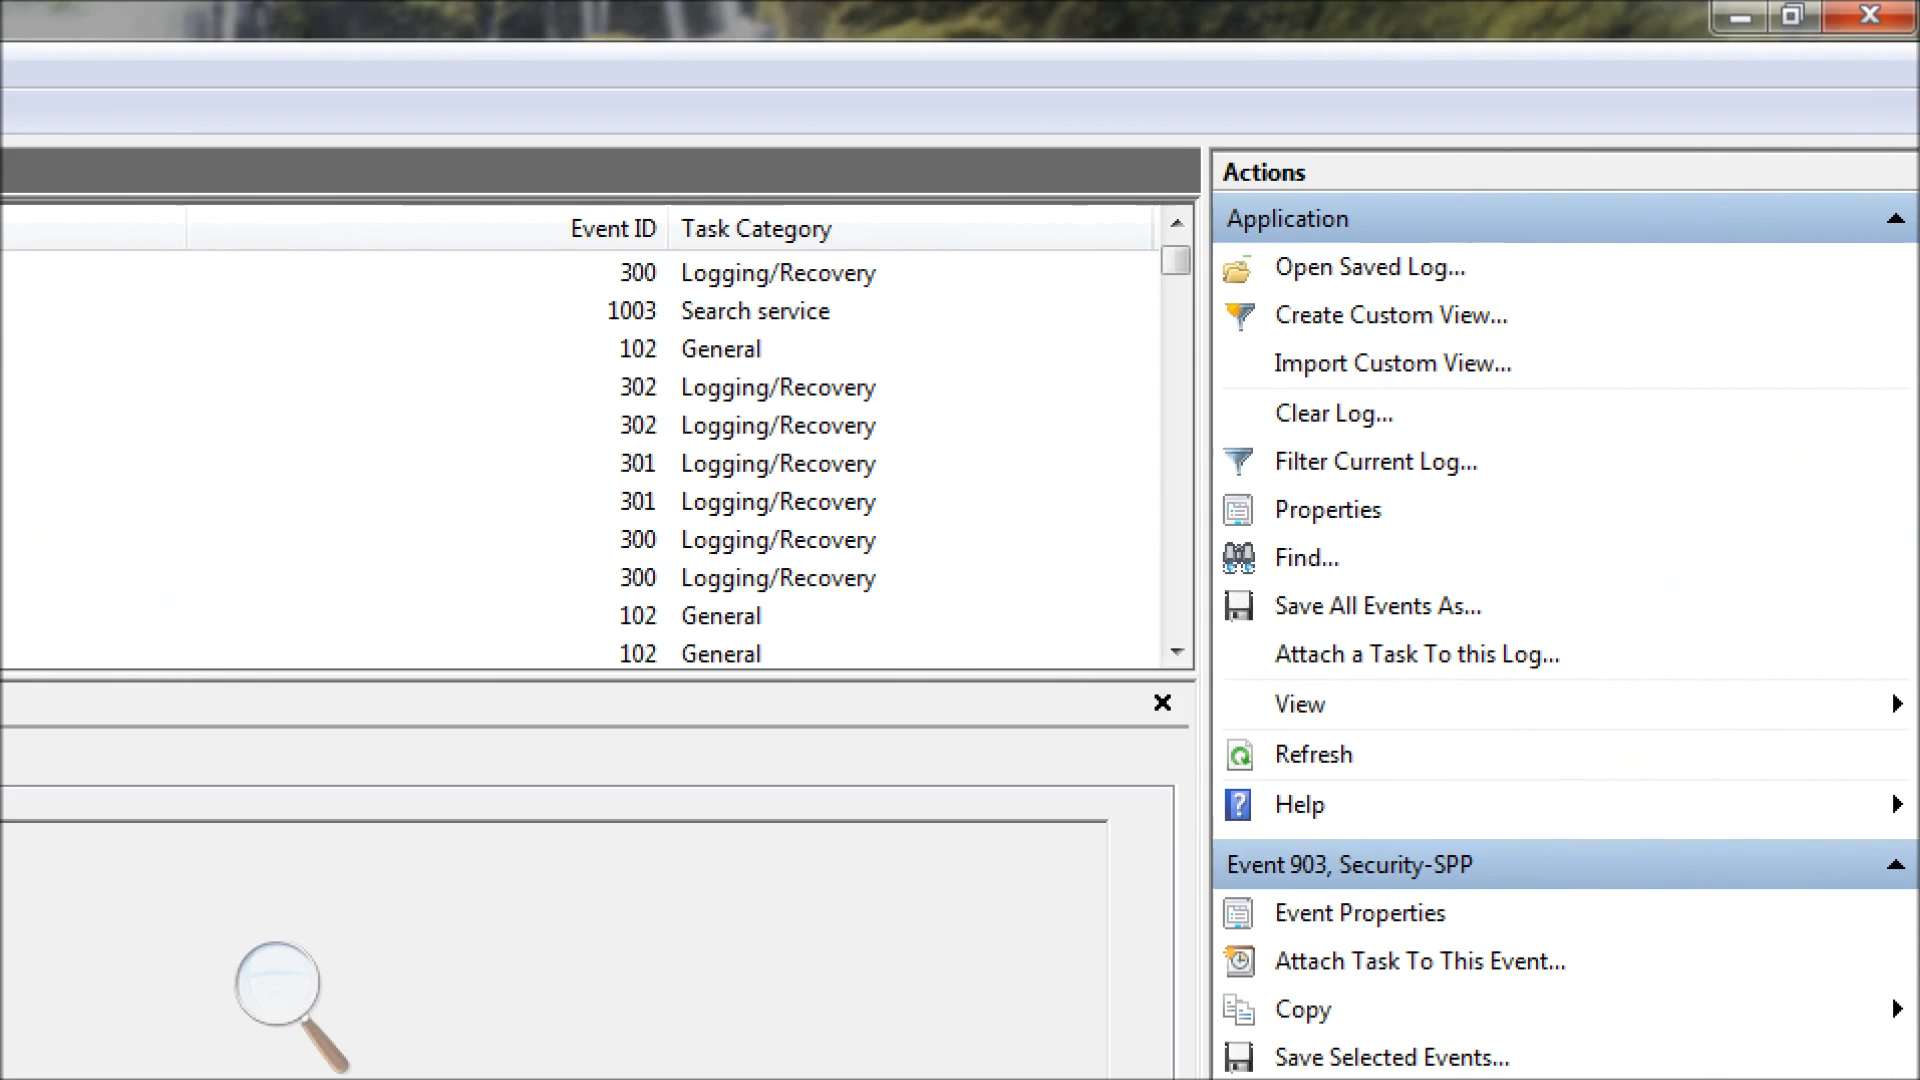 Event ID Task Category
300 Logging/Recovery
1003 Search service
102 General
302 Logging/Recovery
302 Logging/Recovery
301 Logging/Recovery
301 Logging/Recovery
300 Logging/Recovery
300 Logging/Recovery
102 General
102 General
Actions
Application
Open Saved Log...
Create Custom View...
Import Custom View...
Clear Log...
Filter Current Log...
Properties
Find...
Save All Events As...
Attach a Task To this Log...
View
Refresh
Help
Event 903, Security-SPP
Event Properties
Attach Task To This Event...
Copy
Save Selected Events...